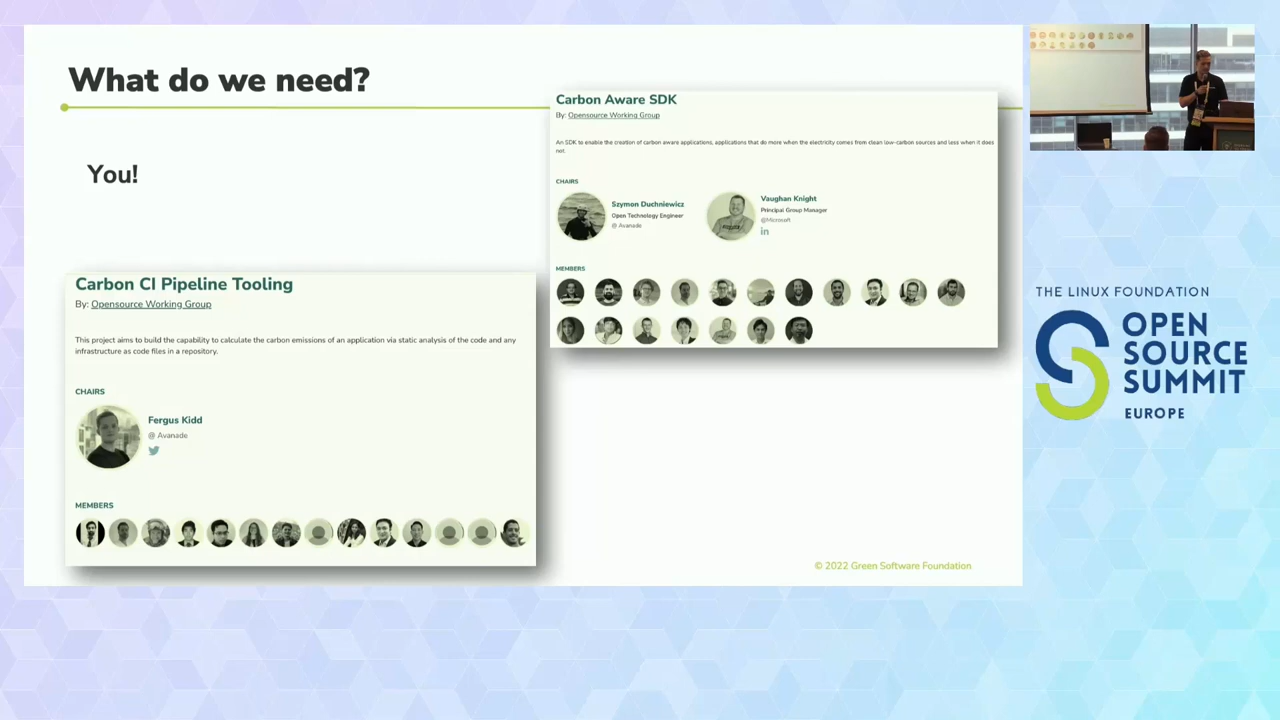 What do we need?
You!
Carbon Aware SDK
By: Opensource Working Group
An SDK to enable the creation of carbon aware applications, applications that do more when the electricity comes from clean low-carbon sources and less when it does
not.
CHAIRS
Szymon Duchniewicz
Open Technology Engineer
@ Avanade
Vaughan Knight
Principal Group Manager
@Microsoft
in
MEMBERS
Carbon CI Pipeline Tooling
By: Opensource Working Group
This project aims to build the capability to calculate the carbon emissions of an application via static analysis of the code and any
infrastructure as code files in a repository.
CHAIRS
Fergus Kidd
@ Avanade
MEMBERS
© 2022 Green Software Foundation
THE LINUX FOUNDATION
OPEN
SOURCE
SUMMIT
EUROPE